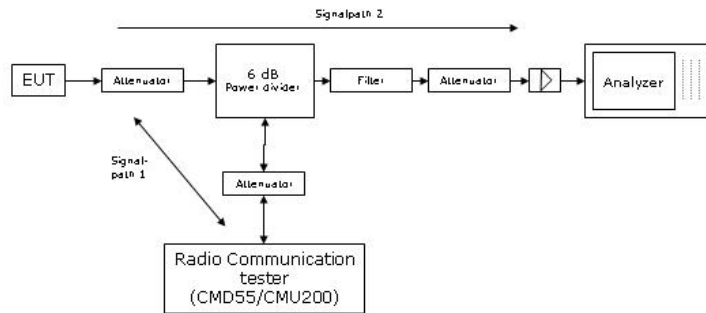 Signalpath 2
EUT
Attenuator
6 dB
Power divider
Filter
Attenuator
Analyzer
Signal-
path 1
Attenuator
Radio Communication
tester
(CMD55/CMU200)